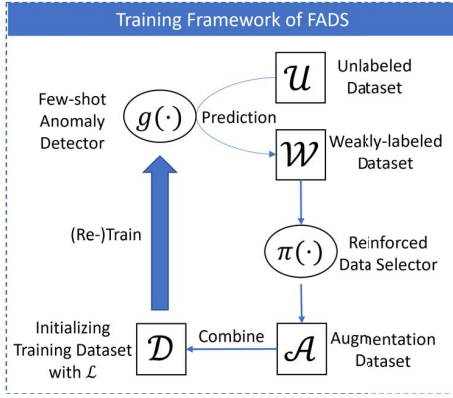 Training Framework of FADS
Few-shot
Anomaly
Detector
g(·)
Prediction
𝒰
Unlabeled
Dataset
𝒲
Weakly-labeled
Dataset
(Re-)Train
π(·)
Reinforced
Data Selector
Initializing
Training Dataset
with ℒ
𝒟
Combine
𝒜
Augmentation
Dataset